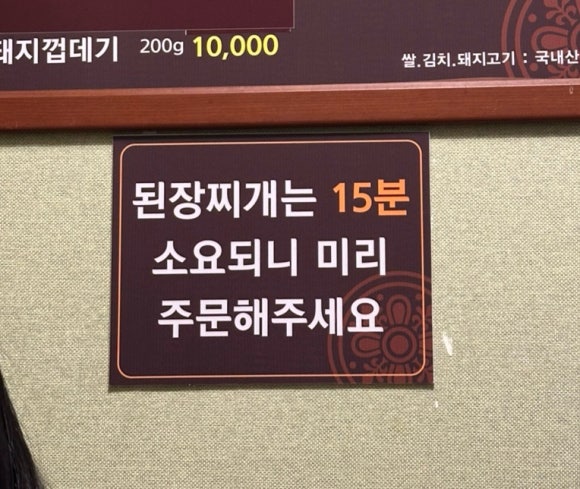 돼지껍데기 200g 10,000
쌀.김치.돼지고기 : 국내산
된장찌개는 15분
소요되니 미리
주문해주세요